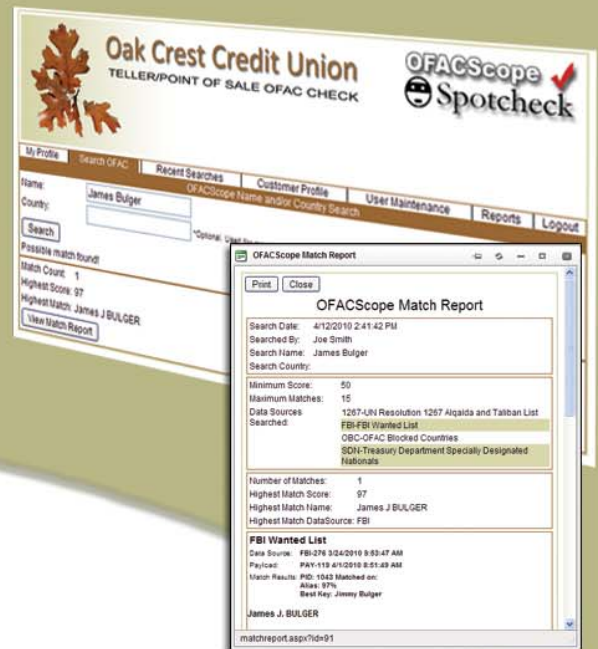 Oak Crest Credit Union
TELLER/POINT OF SALE OFAC CHECK
OFACScope
Spotcheck
My Profile Search OFAC Recent Searches Customer Profile User Maintenance Reports Logout
OFACScope Name and/or Country Search
Name: James Bulger
Country:
*Optional.
Search
Possible match found!
Match Count: 1
Highest Score: 97
Highest Match: James J BULGER
View Match Report
OFACScope Match Report
Print Close
OFACScope Match Report
Search Date: 4/12/2010 2:41:42 PM
Searched By: Joe Smith
Search Name: James Bulger
Search Country:
Minimum Score: 50
Maximum Matches: 15
Data Sources Searched: 1267-UN Resolution 1267 Alqaida and Taliban List
FBI-FBI Wanted List
OBC-OFAC Blocked Countries
SDN-Treasury Department Specially Designated
Nationals
Number of Matches: 1
Highest Match Score: 97
Highest Match Name: James J BULGER
Highest Match DataSource: FBI
FBI Wanted List
Data Source: FBI-276 3/24/2010 9:53:47 AM
Payload: PAY-119 4/1/2010 8:51:49 AM
Match Results: PID: 1043 Matched on:
Alias: 97%
Best Key: Jimmy Bulger
James J. BULGER
matchreport.aspx?id=91